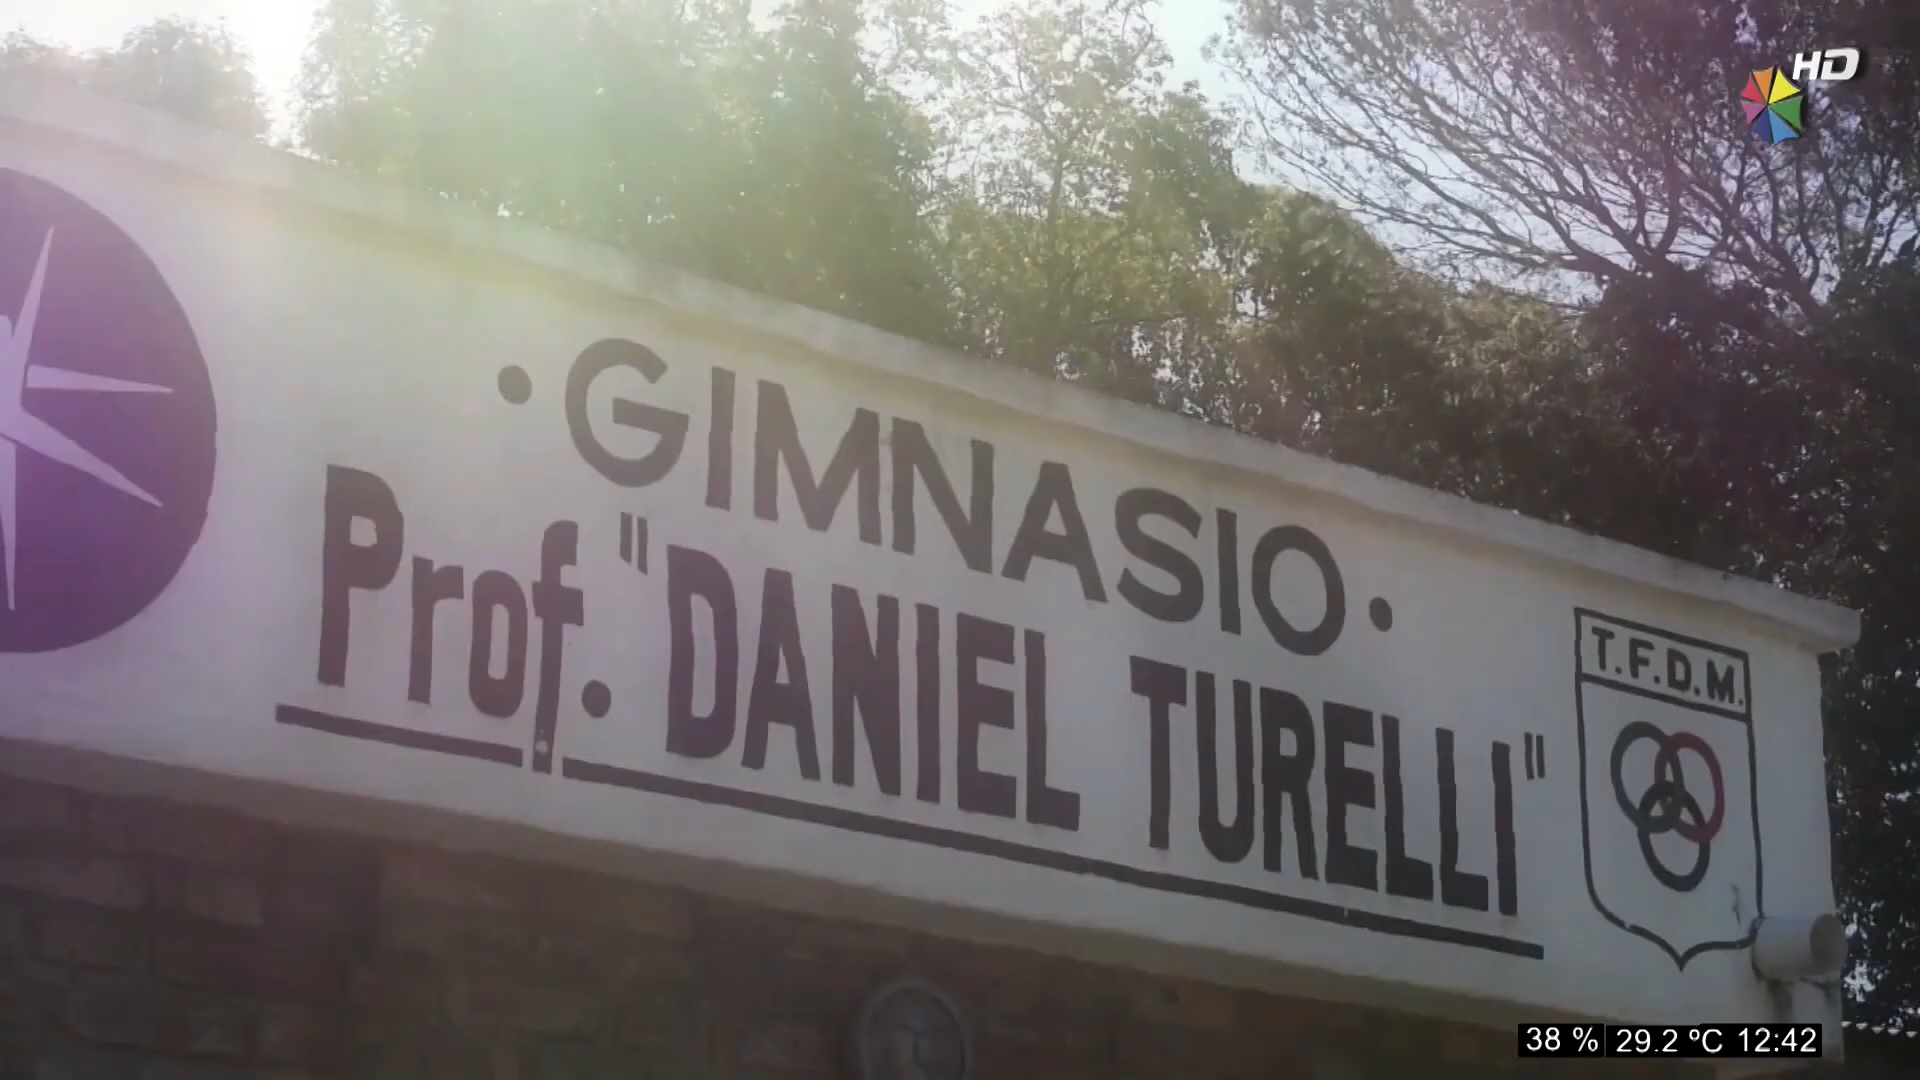 HD
• GIMNASIO •
Prof. "DANIEL TURELLI"
T.F.D.M.
38 % 29.2 ºC 12:42